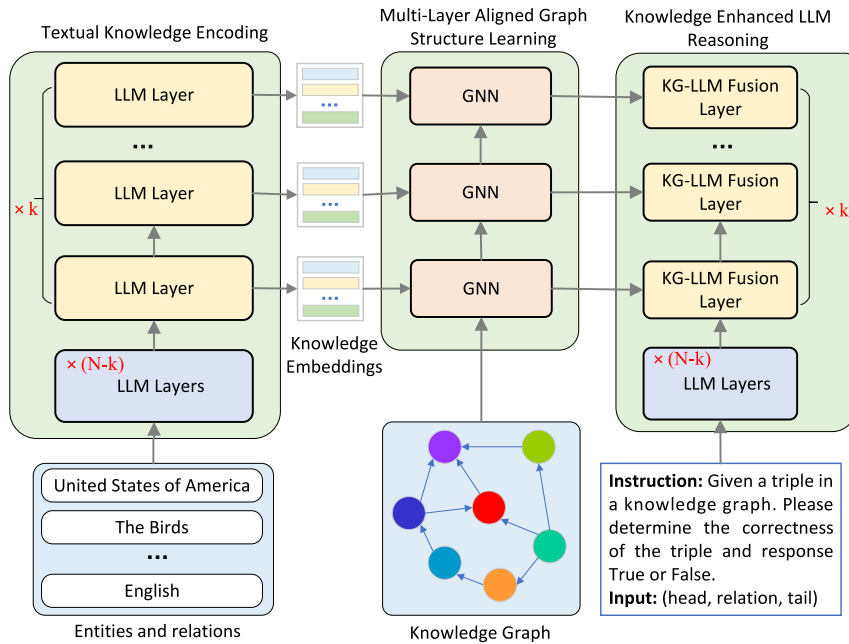 Textual Knowledge Encoding
LLM Layer
...
× k
LLM Layer
LLM Layer
× (N-k)
LLM Layers
United States of America
The Birds
...
English
Entities and relations
...
...
...
Knowledge
Embeddings
Multi-Layer Aligned Graph
Structure Learning
GNN
GNN
GNN
Knowledge Graph
Knowledge Enhanced LLM
Reasoning
KG-LLM Fusion
Layer
...
KG-LLM Fusion
Layer
× k
KG-LLM Fusion
Layer
× (N-k)
LLM Layers
Instruction: Given a triple in
a knowledge graph. Please
determine the correctness
of the triple and response
True or False.
Input: (head, relation, tail)